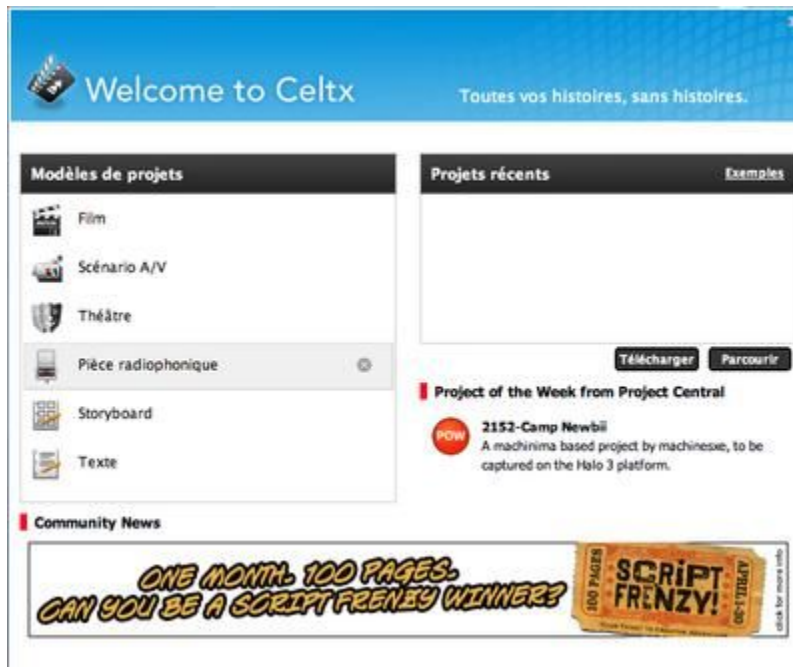 Welcome to Celtx
Toutes vos histoires, sans histoires.
Modèles de projets
Film
Scénario A/V
Théâtre
Pièce radiophonique
Storyboard
Texte
Projets récents
Exemples
Télécharger
Parcourir
Project of the Week from Project Central
POW
2152-Camp Newbii
A machinima based project by machinesxe, to be
captured on the Halo 3 platform.
Community News
ONE MONTH. 100 PAGES.
CAN YOU BE A SCRIPT FRENZY WINNER?
100 PAGES
SCRIPT
FRENZY!
APRIL 1-30
click for more info